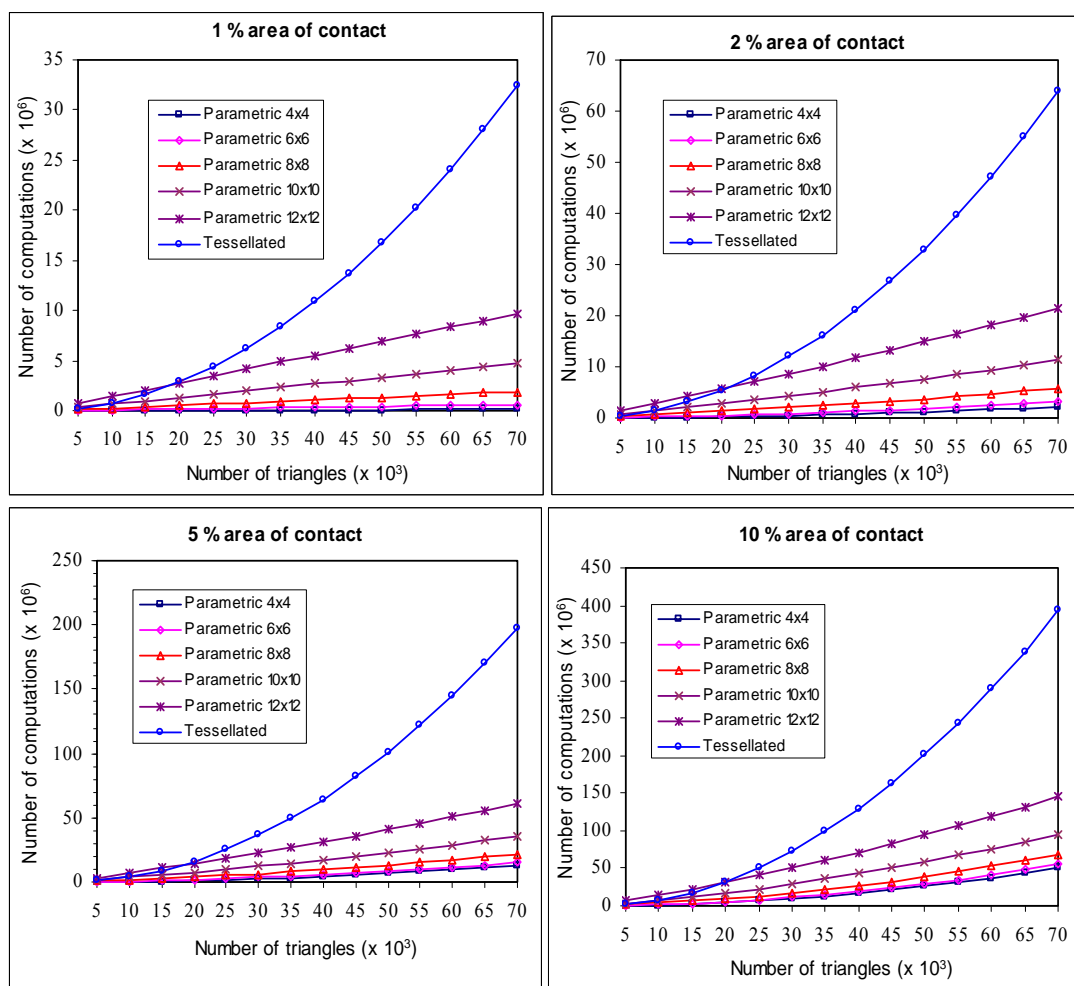 1 % area of contact
Number of computations (x 10⁶)
35
30
25
20
15
10
5
0
Parametric 4x4
Parametric 6x6
Parametric 8x8
Parametric 10x10
Parametric 12x12
Tessellated
5 10 15 20 25 30 35 40 45 50 55 60 65 70
Number of triangles (x 10³)
2 % area of contact
Number of computations (x 10⁶)
70
60
50
40
30
20
10
0
Parametric 4x4
Parametric 6x6
Parametric 8x8
Parametric 10x10
Parametric 12x12
Tessellated
5 10 15 20 25 30 35 40 45 50 55 60 65 70
Number of triangles (x 10³)
5 % area of contact
Number of computations (x 10⁶)
250
200
150
100
50
0
Parametric 4x4
Parametric 6x6
Parametric 8x8
Parametric 10x10
Parametric 12x12
Tessellated
5 10 15 20 25 30 35 40 45 50 55 60 65 70
Number of triangles (x 10³)
10 % area of contact
Number of computations (x 10⁶)
450
400
350
300
250
200
150
100
50
0
Parametric 4x4
Parametric 6x6
Parametric 8x8
Parametric 10x10
Parametric 12x12
Tessellated
5 10 15 20 25 30 35 40 45 50 55 60 65 70
Number of triangles (x 10³)